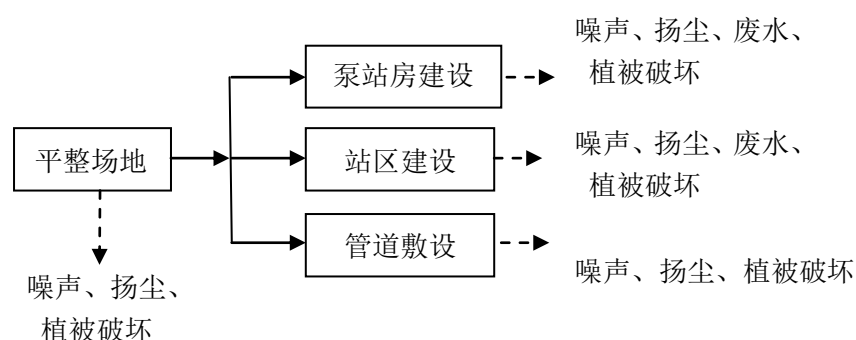 噪声、扬尘、废水、
植被破坏
泵站房建设
平整场地
站区建设
噪声、扬尘、废水、
植被破坏
管道敷设
噪声、扬尘、植被破坏
噪声、扬尘、
植被破坏